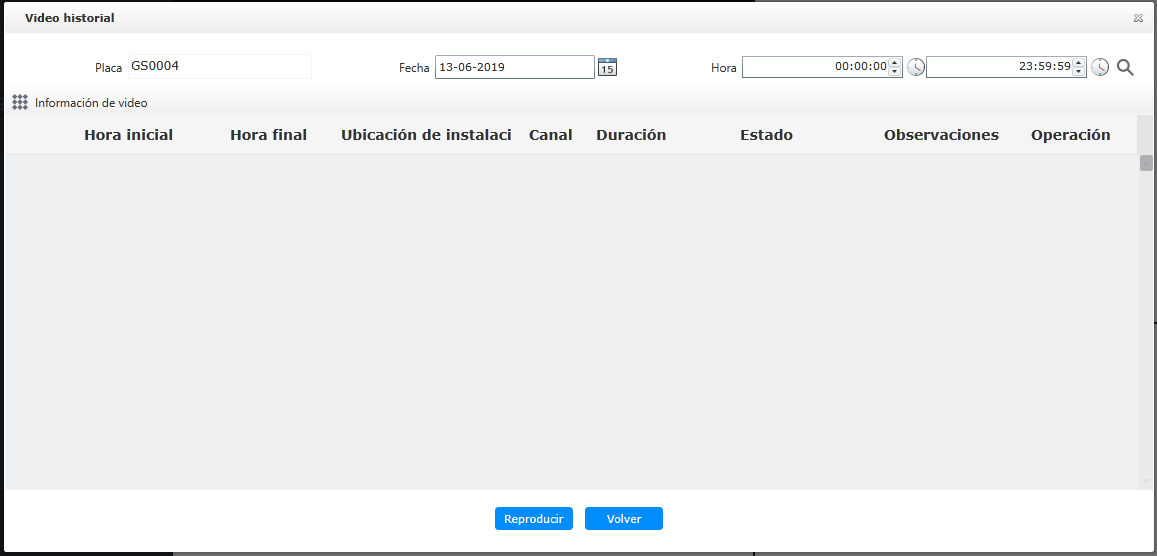 Video historial
Placa GS0004 Fecha 13-06-2019 15 Hora 00:00:00 23:59:59
Información de video
Hora inicial Hora final Ubicación de instalaci Canal Duración Estado Observaciones Operación
Reproducir Volver